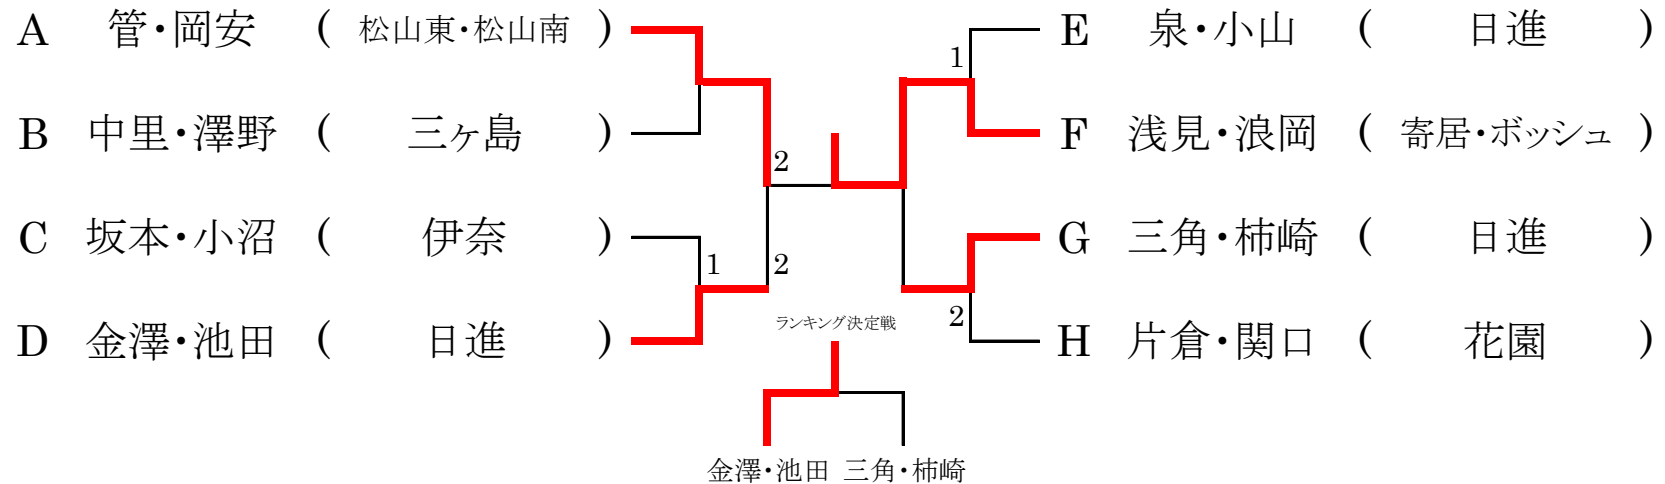 A 管・岡安 ( 松山東・松山南 ) E 泉・小山 ( 日進 )
1
B 中里・澤野 ( 三ヶ島 ) F 浅見・浪岡 ( 寄居・ボッシュ )
2
C 坂本・小沼 ( 伊奈 ) G 三角・柿崎 ( 日進 )
1 2
ランキング決定戦 2
D 金澤・池田 ( 日進 ) H 片倉・関口 ( 花園 )
金澤・池田 三角・柿崎